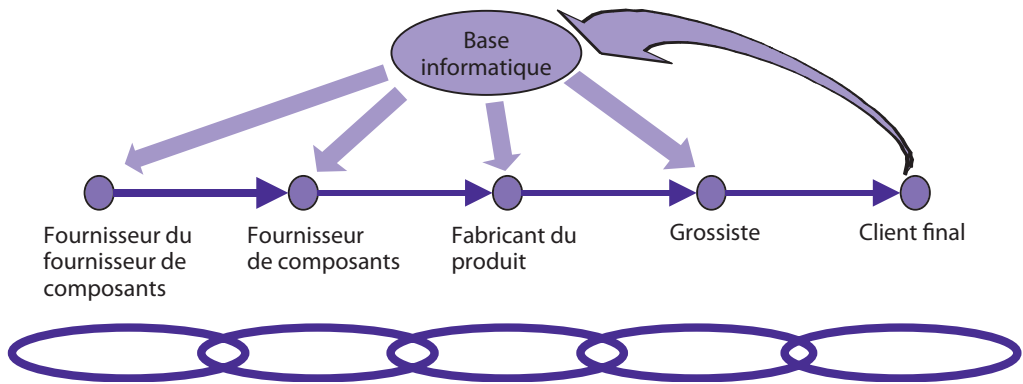 Base
informatique
Fournisseur du
fournisseur de
composants
Fournisseur
de composants
Fabricant du
produit
Grossiste
Client final